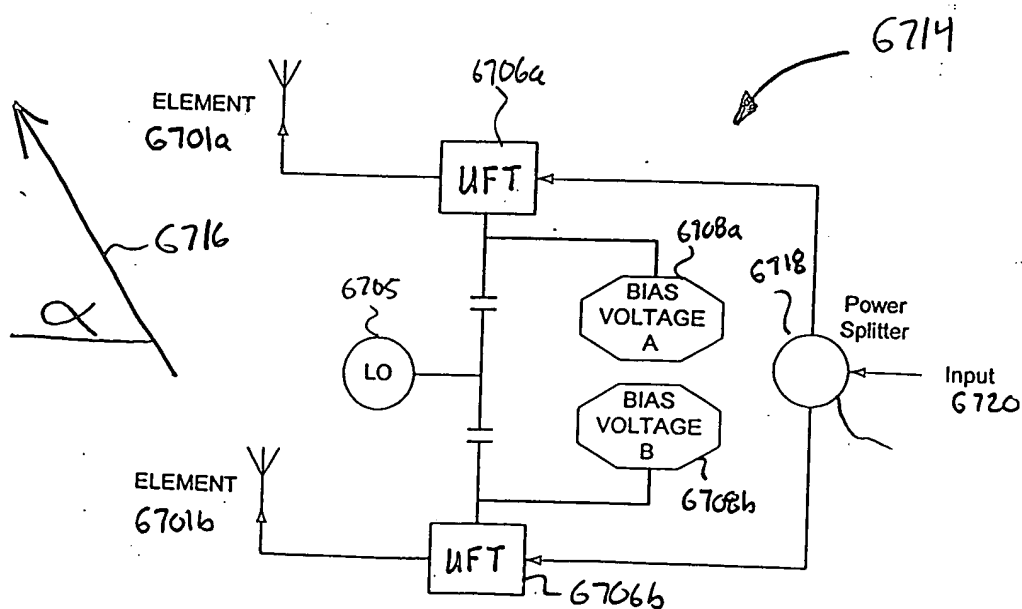 6714
6706a
ELEMENT
6701a
UFT
6716
6708a
6718
BIAS
VOLTAGE
A
6705
Power
Splitter
α
LO
Input
6720
BIAS
VOLTAGE
B
ELEMENT
6701b
6708b
UFT
6706b